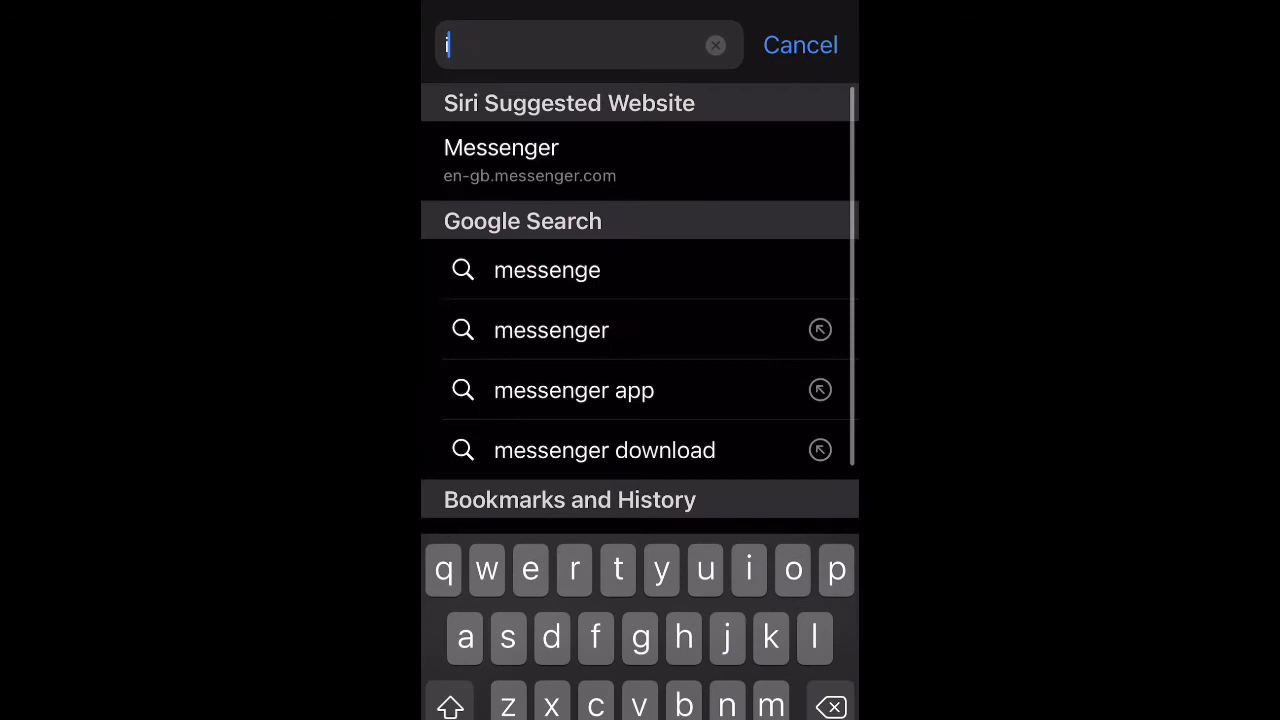 i
Cancel
Siri Suggested Website
Messenger
en-gb.messenger.com
Google Search
messenge
messenger
messenger app
messenger download
Bookmarks and History
q w e r t y u i o p
a s d f g h j k l
z x c v b n m